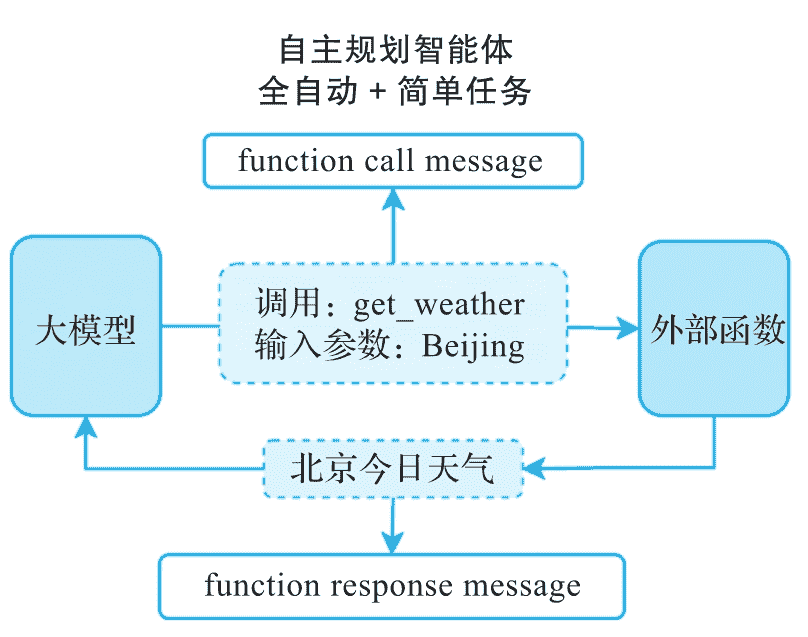 自主规划智能体
全自动 + 简单任务
function call message
大模型
调用：get_weather
输入参数：Beijing
外部函数
北京今日天气
function response message